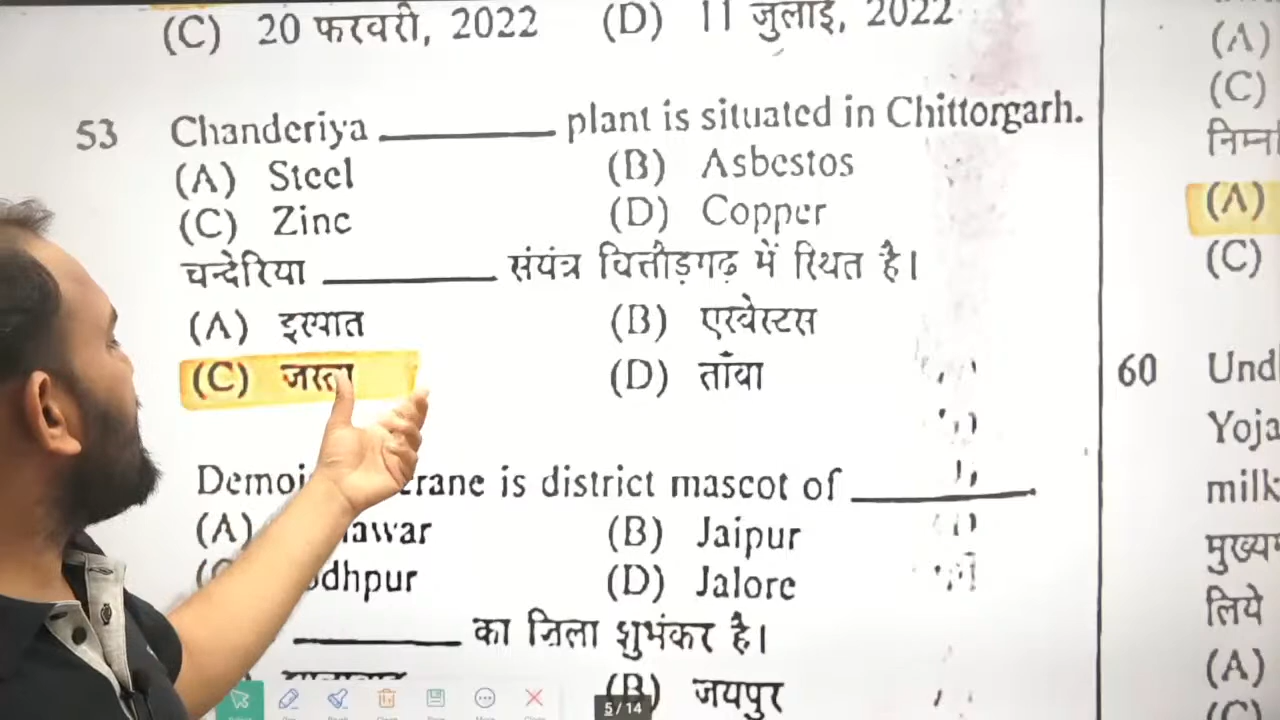 (C) 20 फरवरी, 2022 (D) 11 जुलाई, 2022
53 Chanderiya ________ plant is situated in Chittorgarh.
(A) Steel (B) Asbestos
(C) Zinc (D) Copper
चन्देरिया ________ संयंत्र चित्तौड़गढ़ में स्थित है।
(A) इस्पात (B) एस्बेस्टस
(C) जस्ता (D) ताँबा
crane is district mascot of ________
(A) (B) Jaipur
(D) Jalore
________ का जिला शुभंकर है।
(B) जयपुर
(A)
(C)
(A)
(C)
60 Und
Yoja
milk
लिये
(A)
(C)
5 / 14